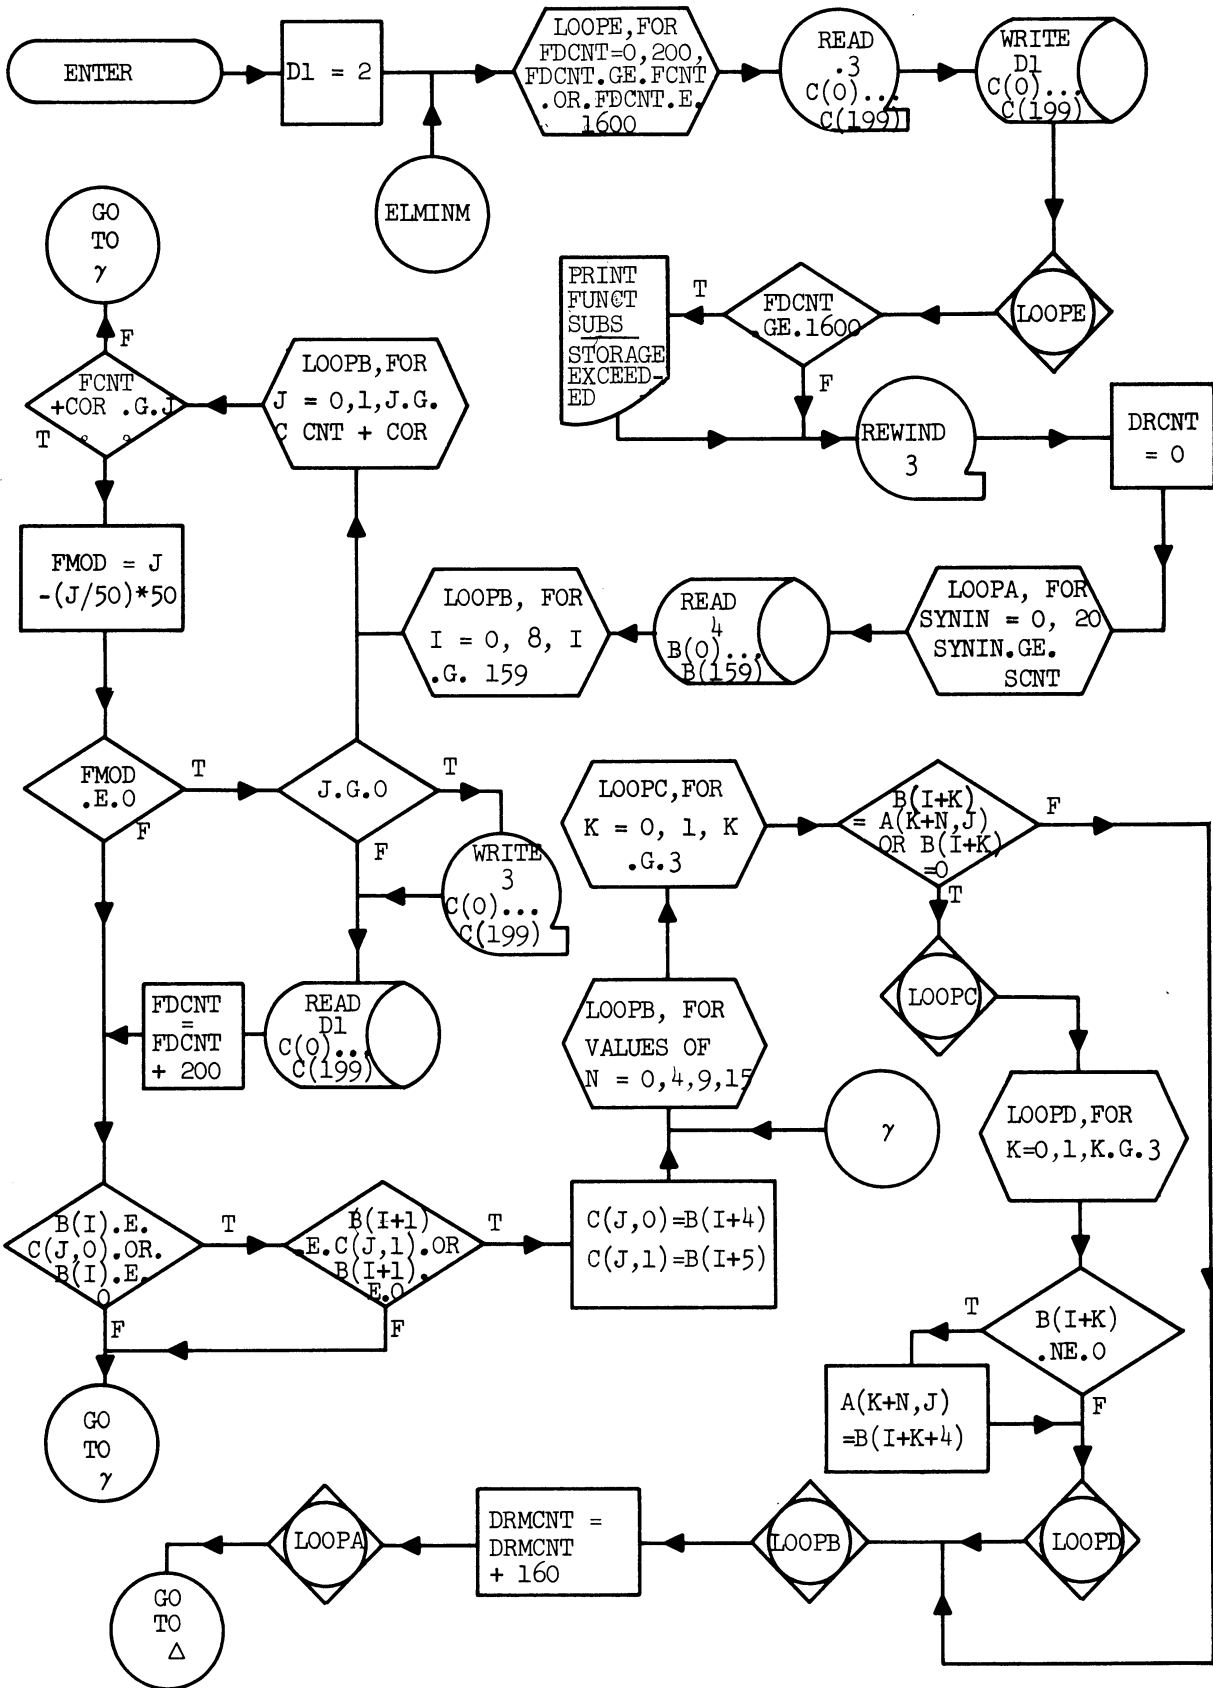 ENTER
D1 = 2
LOOPE,FOR
FDCNT=0,200,
FDCNT.GE.FCNT
.OR.FDCNT.E.
1600
READ
.3
C(0)...
C(199)
WRITE
D1
C(0)...
C(199)
ELMINM
GO
TO
γ
PRINT
FUNCT
SUBS
STORAGE
EXCEED-
ED
T
FDCNT
.GE.1600
F
LOOPE
F
FCNT
+COR .G.J
T
LOOPB,FOR
J = 0,1,J.G.
C CNT + COR
REWIND
3
DRCNT
= 0
FMOD = J
-(J/50)*50
LOOPB, FOR
I = 0, 8, I
.G. 159
READ
4
B(0)...
B(159)
LOOPA, FOR
SYNIN = 0, 20
SYNIN.GE.
SCNT
FMOD
.E.0
T
F
J.G.0
T
F
WRITE
3
C(0)...
C(199)
LOOPC,FOR
K = 0, 1, K
.G.3
B(I+K)
= A(K+N,J)
OR B(I+K)
=0
F
T
LOOPC
FDCNT
=
FDCNT
+ 200
READ
D1
C(0)...
C(199)
LOOPB, FOR
VALUES OF
N = 0,4,9,15
γ
LOOPD,FOR
K=0,1,K.G.3
B(I).E.
C(J,0).OR.
B(I).E.
0
T
F
B(I+1)
.E.C(J,1).OR
B(I+1).
E.0
T
F
C(J,0)=B(I+4)
C(J,1)=B(I+5)
T
B(I+K)
.NE.0
F
A(K+N,J)
=B(I+K+4)
GO
TO
γ
LOOPA
DRMCNT =
DRMCNT
+ 160
LOOPB
LOOPD
GO
TO
Δ